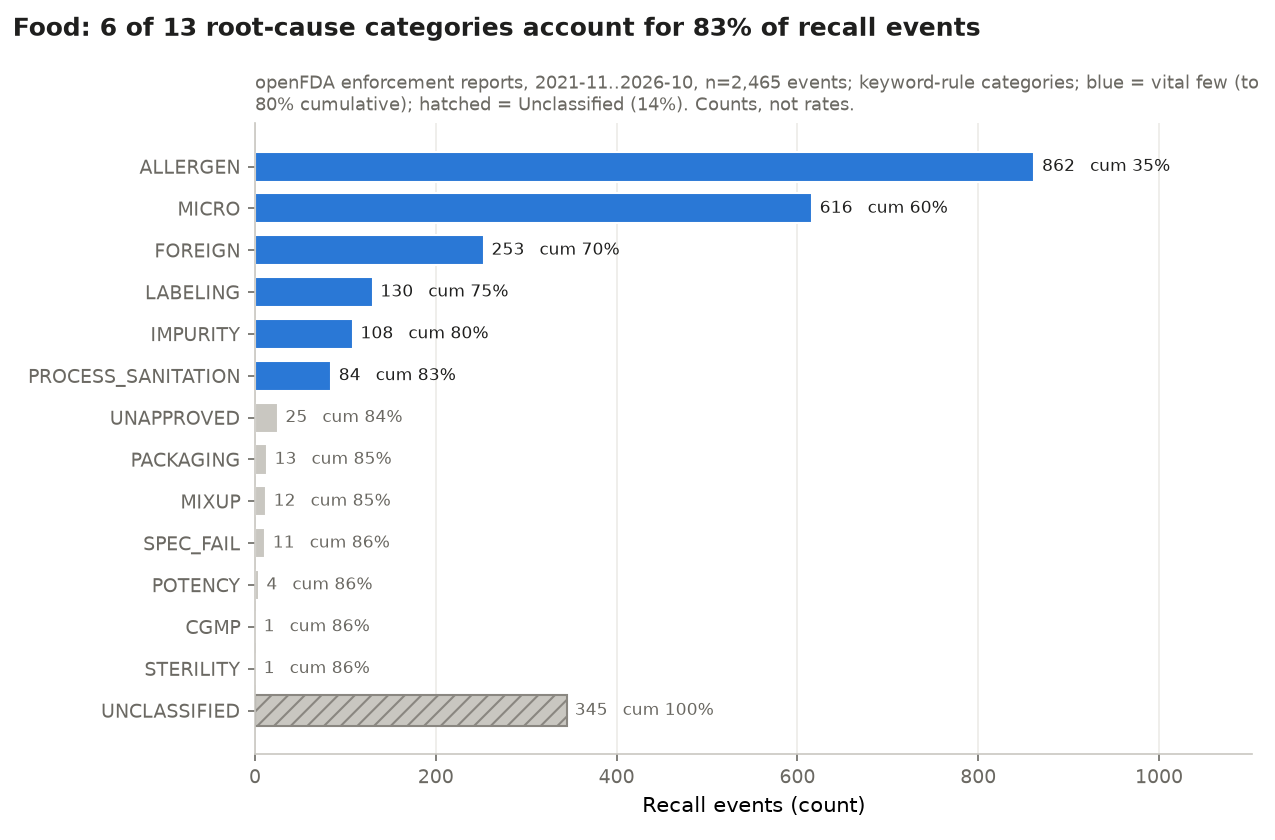 Food: 6 of 13 root-cause categories account for 83% of recall events
openFDA enforcement reports, 2021-11..2026-10, n=2,465 events; keyword-rule categories; blue = vital few (to
80% cumulative); hatched = Unclassified (14%). Counts, not rates.
ALLERGEN 862 cum 35%
MICRO 616 cum 60%
FOREIGN 253 cum 70%
LABELING 130 cum 75%
IMPURITY 108 cum 80%
PROCESS_SANITATION 84 cum 83%
UNAPPROVED 25 cum 84%
PACKAGING 13 cum 85%
MIXUP 12 cum 85%
SPEC_FAIL 11 cum 86%
POTENCY 4 cum 86%
CGMP 1 cum 86%
STERILITY 1 cum 86%
UNCLASSIFIED 345 cum 100%
0 200 400 600 800 1000
Recall events (count)